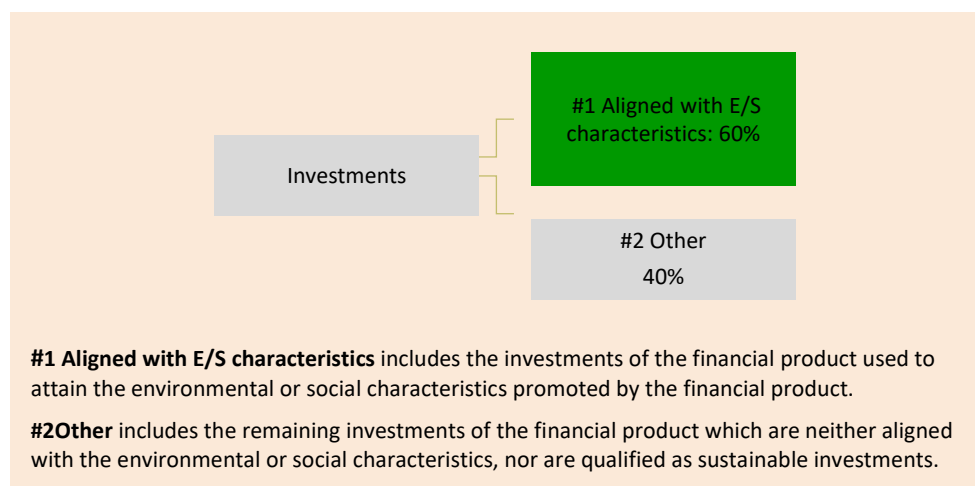 #1 Aligned with E/S
characteristics: 60%
Investments
#2 Other
40%
#1 Aligned with E/S characteristics includes the investments of the financial product used to
attain the environmental or social characteristics promoted by the financial product.
#2Other includes the remaining investments of the financial product which are neither aligned
with the environmental or social characteristics, nor are qualified as sustainable investments.